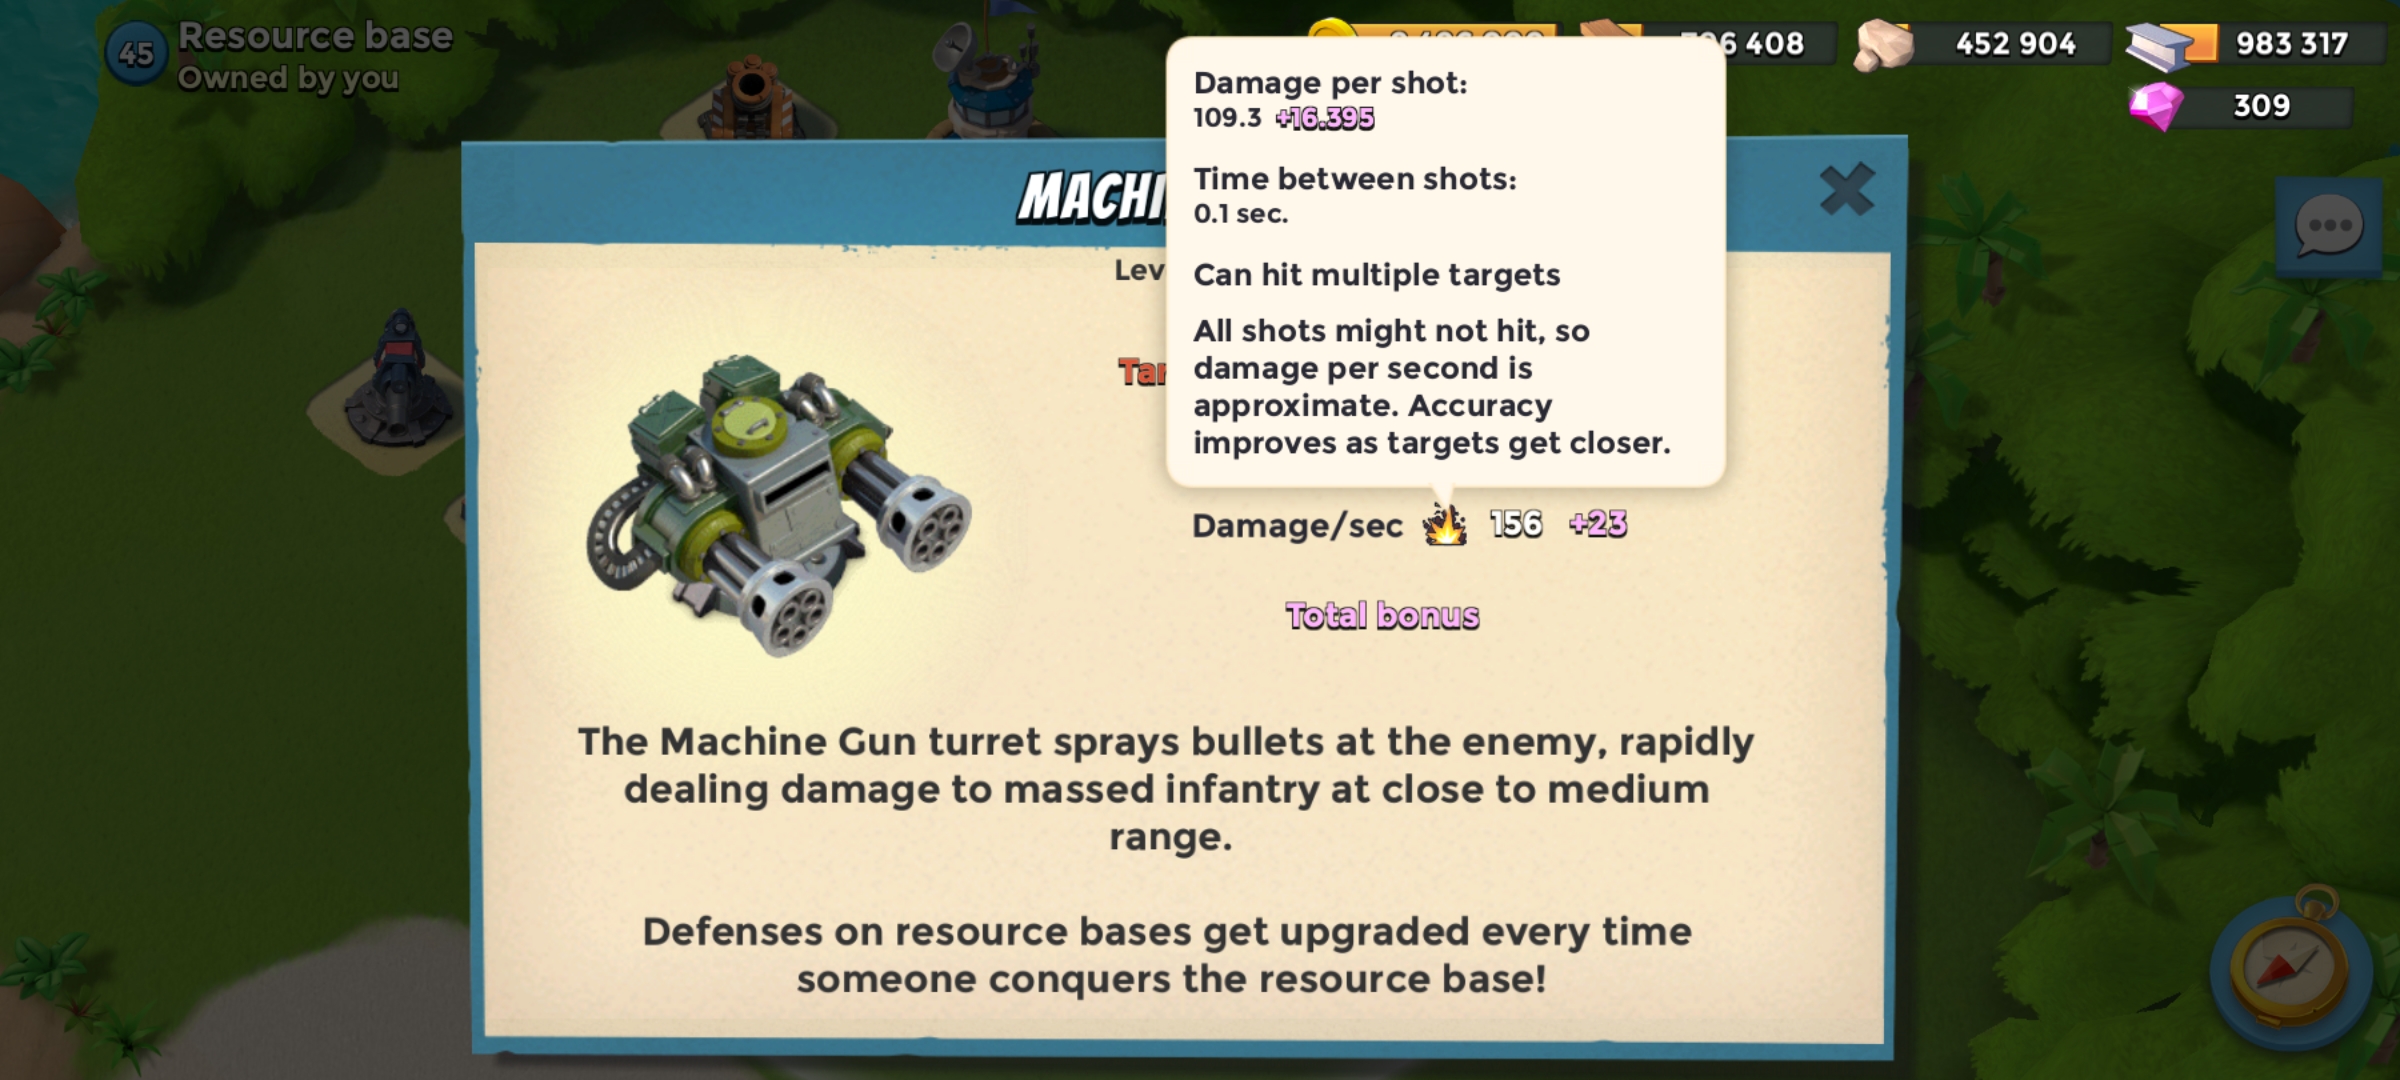 45
Resource base
Owned by you
6 408
452 904
983 317
309
Damage per shot:
109.3 +16.395
Time between shots:
0.1 sec.
Can hit multiple targets
All shots might not hit, so
damage per second is
approximate. Accuracy
improves as targets get closer.
Damage/sec 156 +23
Total bonus
The Machine Gun turret sprays bullets at the enemy, rapidly
dealing damage to massed infantry at close to medium
range.
Defenses on resource bases get upgraded every time
someone conquers the resource base!